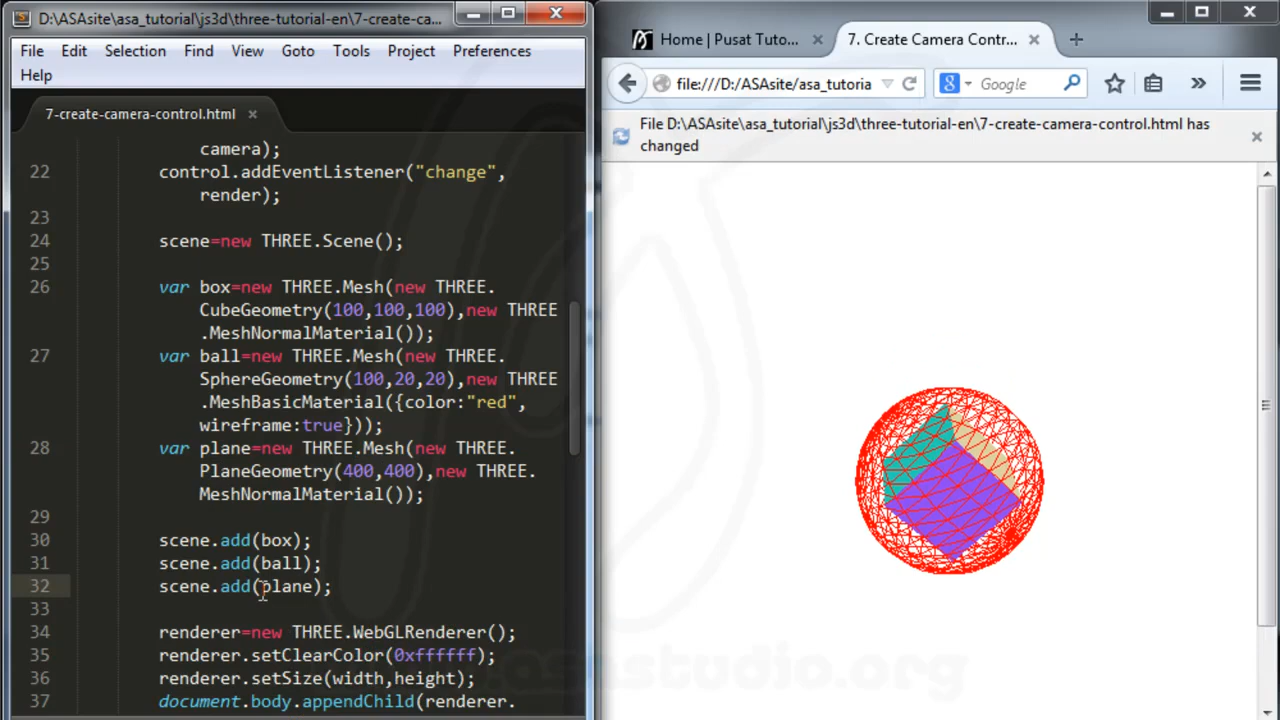 D:\ASAsite\asa_tutorial\js3d\three-tutorial-en\7-create-ca...
File Edit Selection Find View Goto Tools Project Preferences
Help
7-create-camera-control.html
camera);
22 control.addEventListener("change",
render);
23
24 scene=new THREE.Scene();
25
26 var box=new THREE.Mesh(new THREE.
CubeGeometry(100,100,100),new THREE
.MeshNormalMaterial());
27 var ball=new THREE.Mesh(new THREE.
SphereGeometry(100,20,20),new THREE
.MeshBasicMaterial({color:"red",
wireframe:true}));
28 var plane=new THREE.Mesh(new THREE.
PlaneGeometry(400,400),new THREE.
MeshNormalMaterial());
29
30 scene.add(box);
31 scene.add(ball);
32 scene.add(plane);
33
34 renderer=new THREE.WebGLRenderer();
35 renderer.setClearColor(0xffffff);
36 renderer.setSize(width,height);
37 document.body.appendChild(renderer.
Home | Pusat Tuto...
7. Create Camera Contr...
file:///D:/ASAsite/asa_tutoria
8 Google
File D:\ASAsite\asa_tutorial\js3d\three-tutorial-en\7-create-camera-control.html has
changed
www.asastudio.org